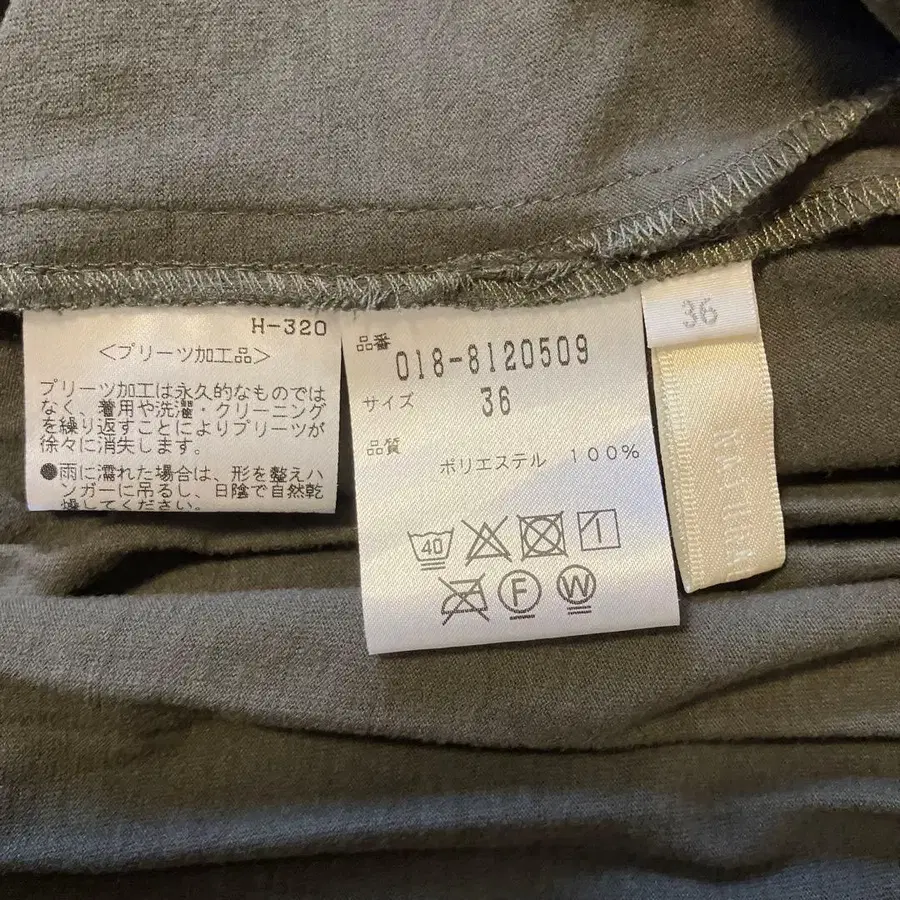 H-320
<プリーツ加工品>
プリーツ加工は永久的なものでは
なく、着用や洗濯・クリーニング
を繰り返すことによりプリーツが
徐々に消失します。
●雨に濡れた場合は、形を整えハ
ンガーに吊るし、日陰で自然乾
燥してください。
品番
018-8120509
サイズ
36
品質
ポリエステル 100%
40
F W
36